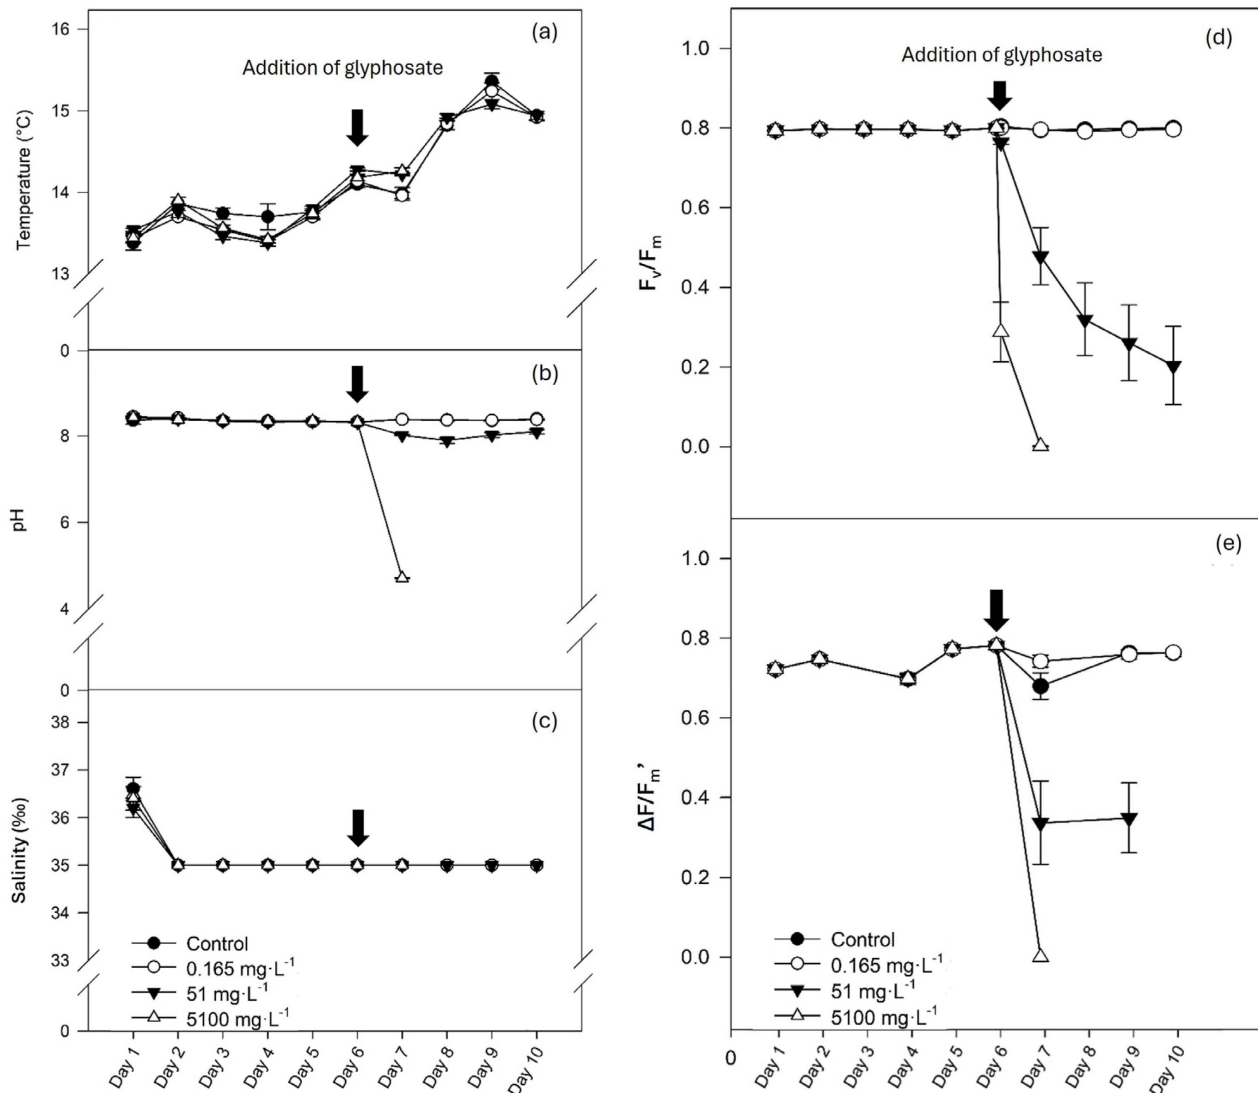 (a)
Addition of glyphosate
16
15
14
13
0
Temperature (°C)
(b)
8
6
4
0
pH
(c)
38
37
36
35
34
33
0
Salinity (‰)
Control
0.165 mg·L⁻¹
51 mg·L⁻¹
5100 mg·L⁻¹
Day 1
Day 2
Day 3
Day 4
Day 5
Day 6
Day 7
Day 8
Day 9
Day 10
(d)
Addition of glyphosate
1.0
0.8
0.6
0.4
0.2
0.0
Fv/Fm
(e)
1.0
0.8
0.6
0.4
0.2
0.0
0
ΔF/Fm’
Control
0.165 mg·L⁻¹
51 mg·L⁻¹
5100 mg·L⁻¹
Day 1
Day 2
Day 3
Day 4
Day 5
Day 6
Day 7
Day 8
Day 9
Day 10